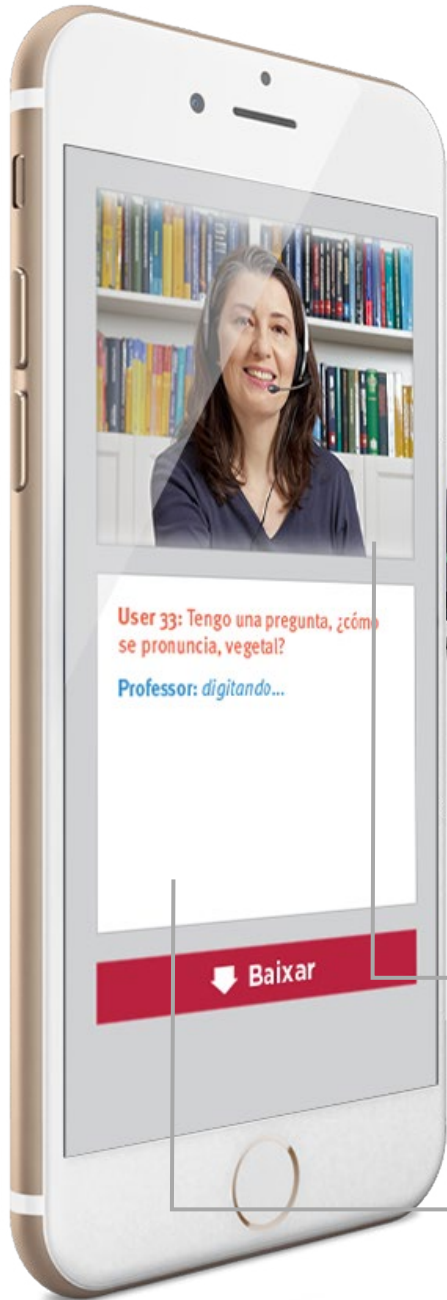 User 33: Tengo una pregunta, ¿cómo
se pronuncia, vegetal?
Professor: digitando...
Baixar